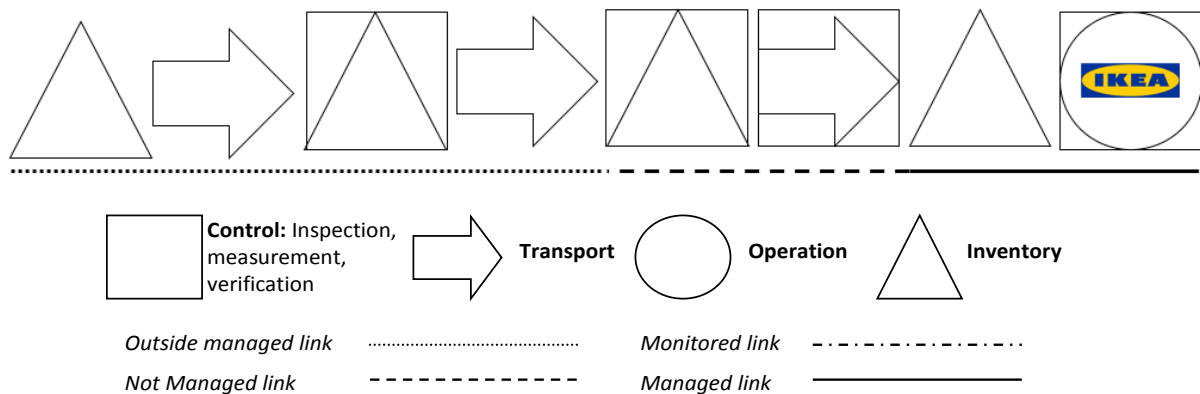 IKEA
Control: Inspection,
measurement,
verification
Transport
Operation
Inventory
Outside managed link
Monitored link
Not Managed link
Managed link